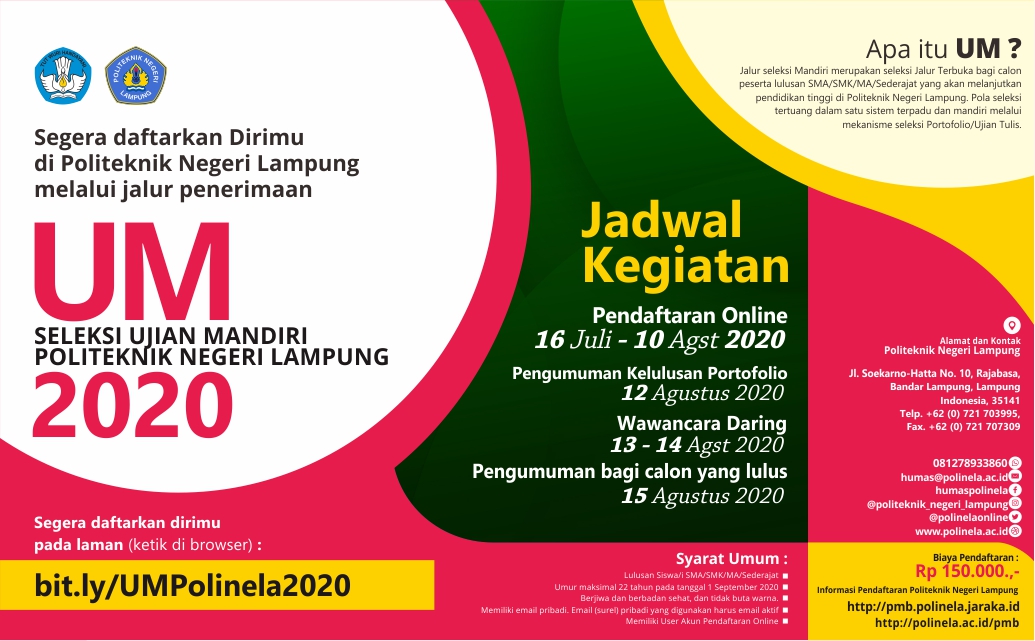 TUT WURI HANDAYANI
POLITEKNIK NEGERI
LAMPUNG
Segera daftarkan Dirimu
di Politeknik Negeri Lampung
melalui jalur penerimaan
UM
SELEKSI UJIAN MANDIRI
POLITEKNIK NEGERI LAMPUNG
2020
Segera daftarkan dirimu
pada laman (ketik di browser) :
bit.ly/UMPolinela2020
Apa itu UM ?
Jalur seleksi Mandiri merupakan seleksi Jalur Terbuka bagi calon
peserta lulusan SMA/SMK/MA/Sederajat yang akan melanjutkan
pendidikan tinggi di Politeknik Negeri Lampung. Pola seleksi
tertuang dalam satu sistem terpadu dan mandiri melalui
mekanisme seleksi Portofolio/Ujian Tulis.
Jadwal
Kegiatan
Pendaftaran Online
16 Juli - 10 Agst 2020
Pengumuman Kelulusan Portofolio
12 Agustus 2020
Wawancara Daring
13 - 14 Agst 2020
Pengumuman bagi calon yang lulus
15 Agustus 2020
Syarat Umum :
Lulusan Siswa/i SMA/SMK/MA/Sederajat
Umur maksimal 22 tahun pada tanggal 1 September 2020
Berjiwa dan berbadan sehat, dan tidak buta warna.
Memiliki email pribadi. Email (surel) pribadi yang digunakan harus email aktif
Memiliki User Akun Pendaftaran Online
Alamat dan Kontak
Politeknik Negeri Lampung
Jl. Soekarno-Hatta No. 10, Rajabasa,
Bandar Lampung, Lampung
Indonesia, 35141
Telp. +62 (0) 721 703995,
Fax. +62 (0) 721 707309
081278933860
humas@polinela.ac.id
humaspolinela
@politeknik_negeri_lampung
@polinelaonline
www.polinela.ac.id
Biaya Pendaftaran :
Rp 150.000.,-
Informasi Pendaftaran Politeknik Negeri Lampung
http://pmb.polinela.jaraka.id
http://polinela.ac.id/pmb